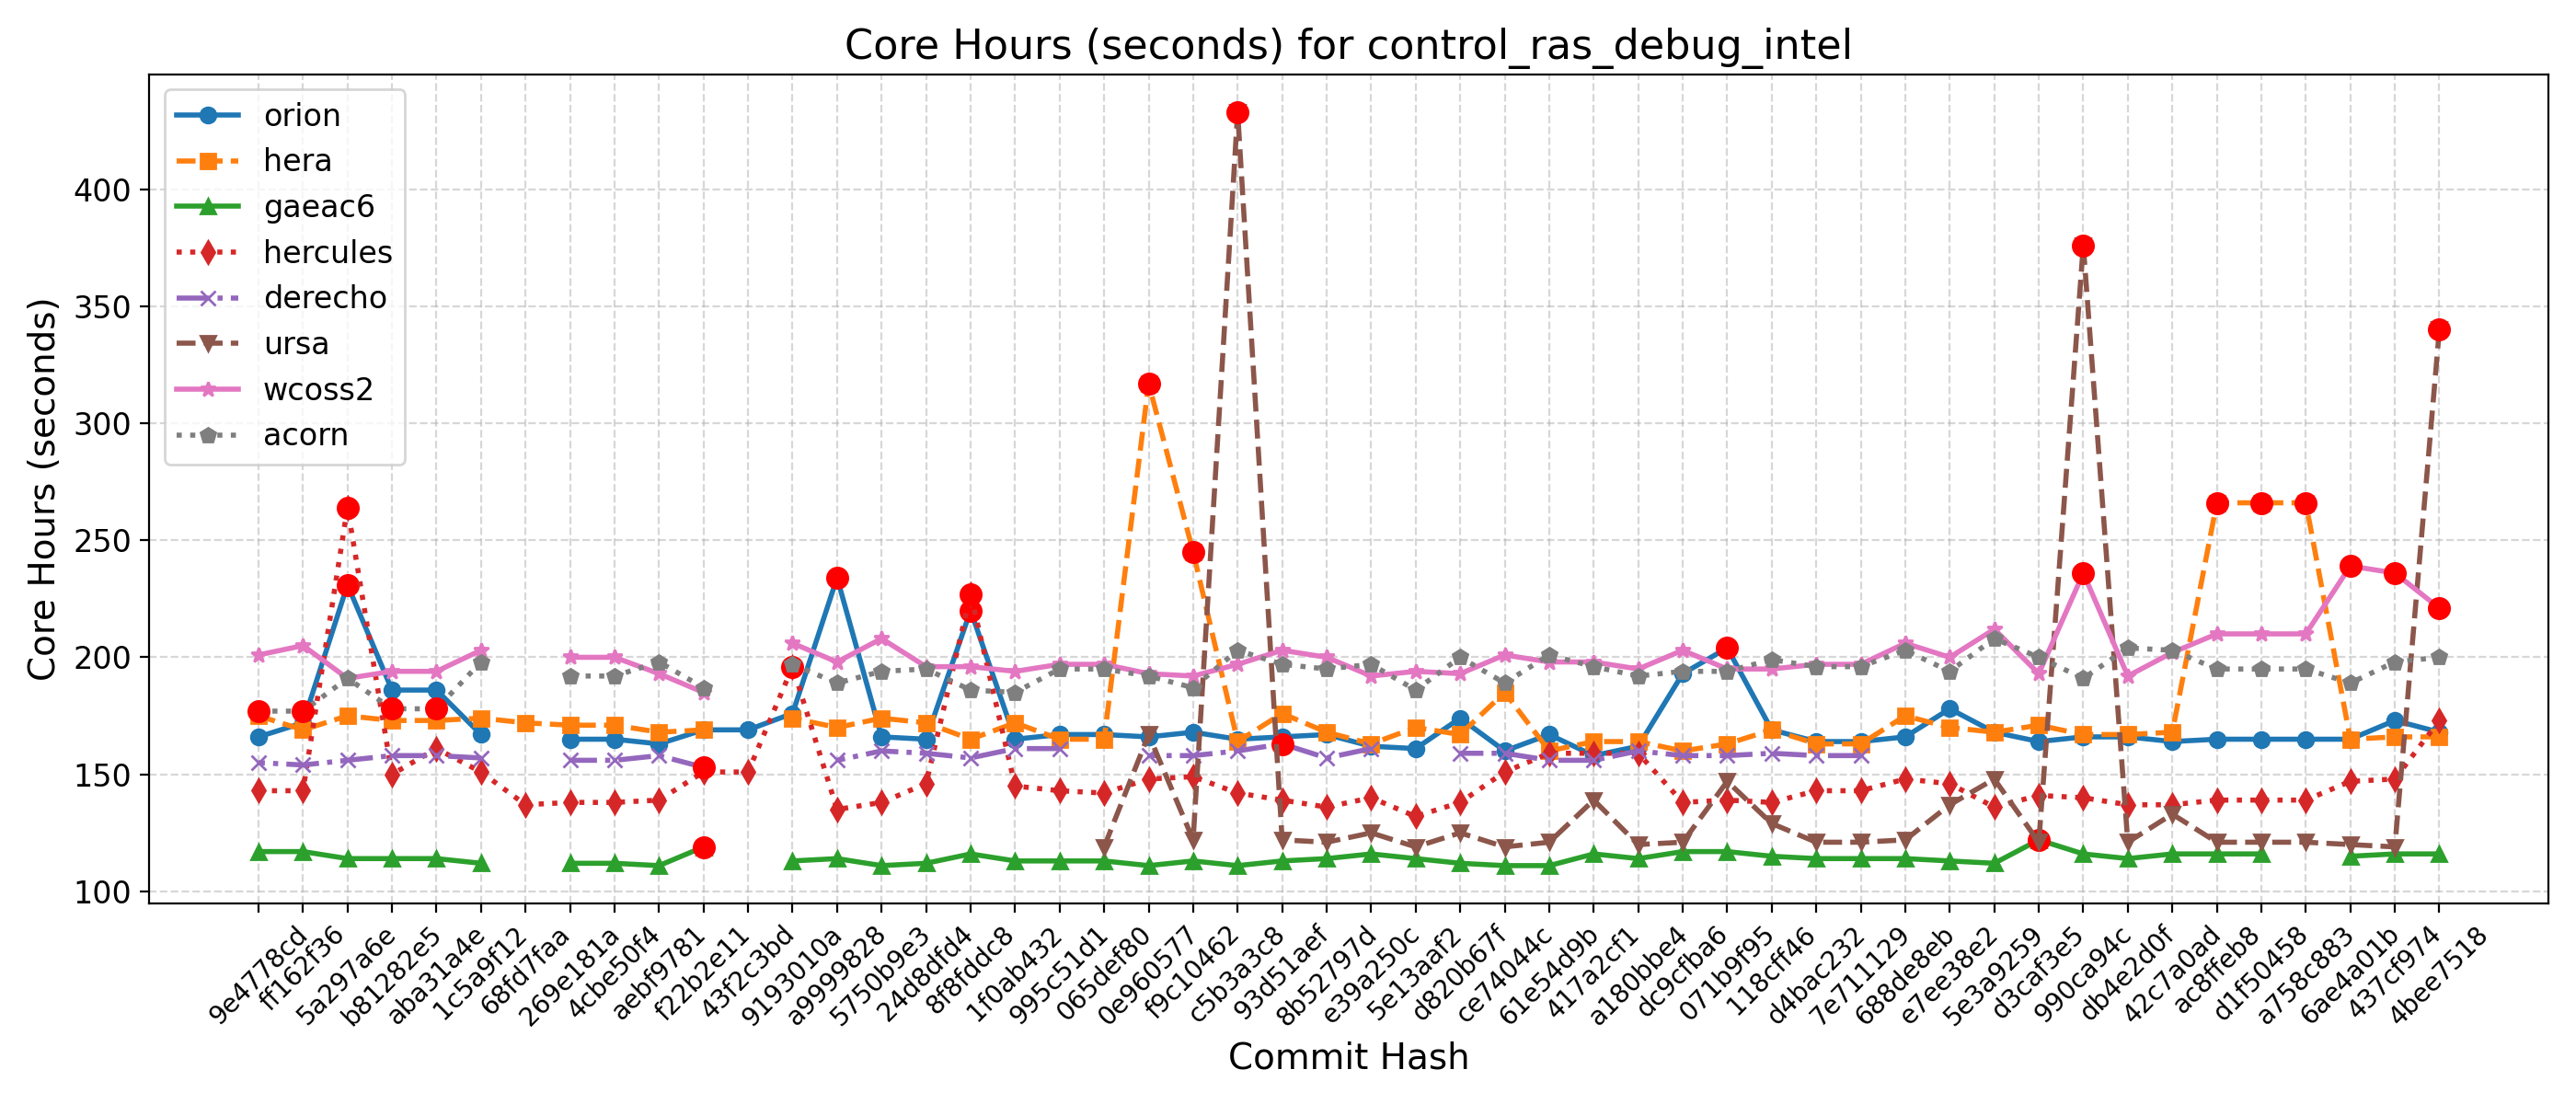 Core Hours (seconds) for control_ras_debug_intel
Core Hours (seconds)
400
350
300
250
200
150
100
orion
hera
gaeac6
hercules
derecho
ursa
wcoss2
acorn
9e4778cd
ff162f36
5a297a6e
b81282e5
aba31a4e
1c5a9f12
68fd7faa
269e181a
4cbe50f4
aebf9781
f22b2e11
43f2c3bd
9193010a
a9999828
5750b9e3
24d8dfd4
8f8fddc8
1f0ab432
995c51d1
065def80
0e960577
f9c10462
c5b3a3c8
93d51aef
8b52797d
e39a250c
5e13aaf2
d820b67f
ce74044c
61e54d9b
417a2cf1
a180bbe4
dc9cfba6
071b9f95
118cff46
d4bac232
7e711129
688de8eb
e7ee38e2
5e3a9259
d3caf3e5
990ca94c
db4e2d0f
42c7a0ad
ac8ffeb8
d1f50458
a758c883
6ae4a01b
437cf974
4bee7518
Commit Hash